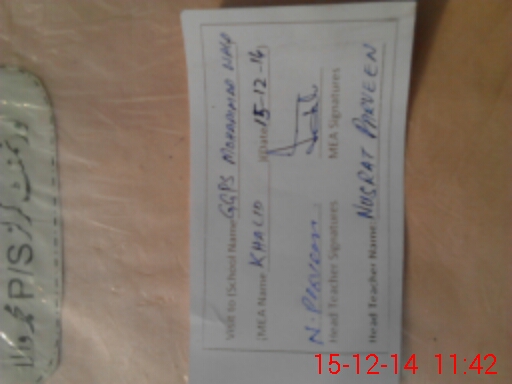 Visit to (School Name) GGPS MOHAMMAD
(MEA Name KHALID Date 15-12-14)
N. Parveen
Head Teacher Signatures MEA Signatures
Head Teacher Name: NUSRAT PARVEEN
P/S
15-12-14 11:42